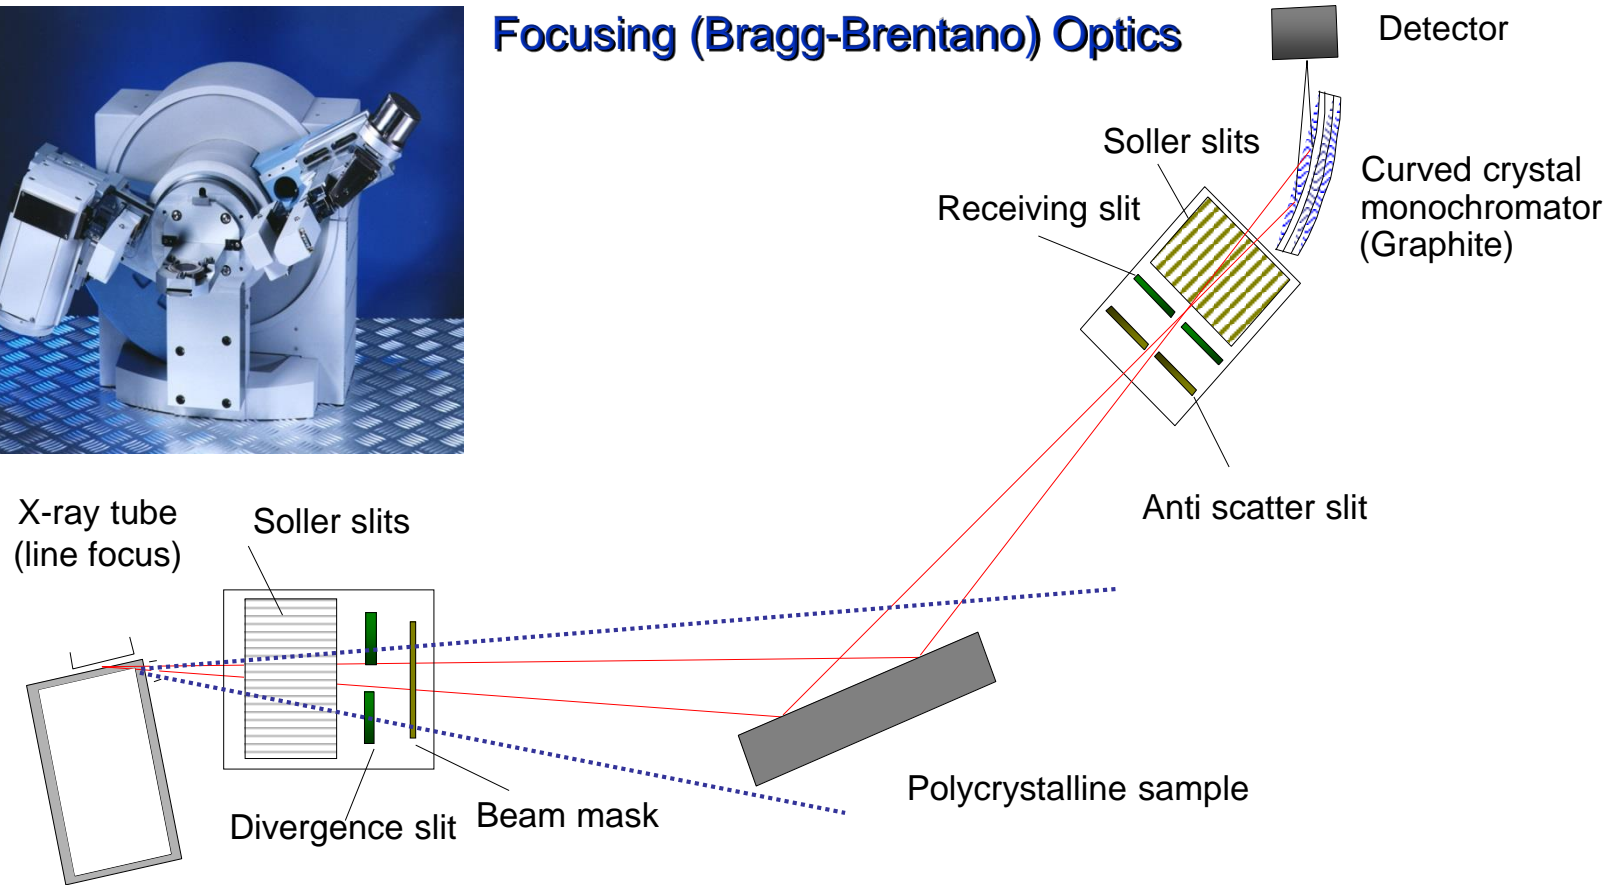 Focusing (Bragg-Brentano) Optics
Detector
Soller slits
Curved crystal
monochromator
(Graphite)
Receiving slit
Anti scatter slit
X-ray tube
(line focus)
Soller slits
Polycrystalline sample
Divergence slit
Beam mask